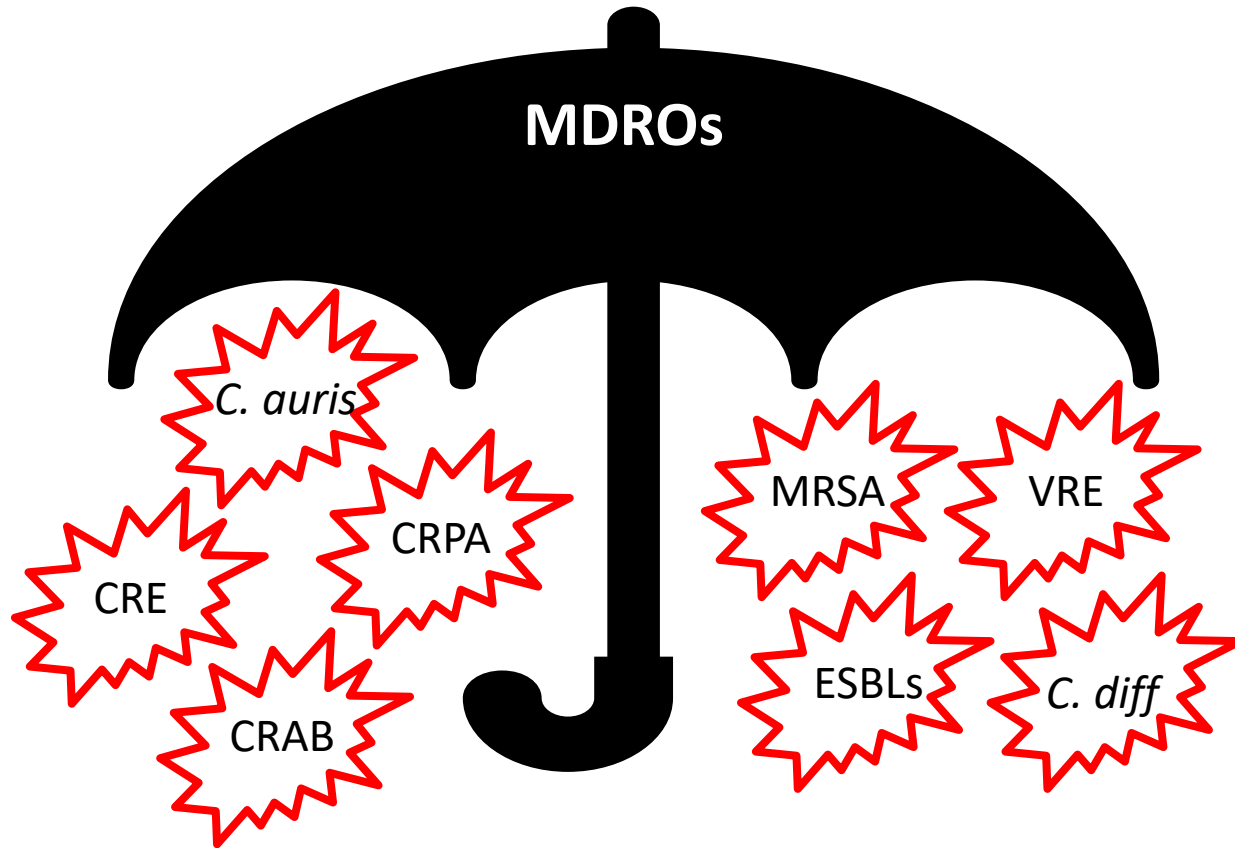 MDROs
C. auris
CRPA
CRE
CRAB
MRSA
VRE
ESBLs
C. diff